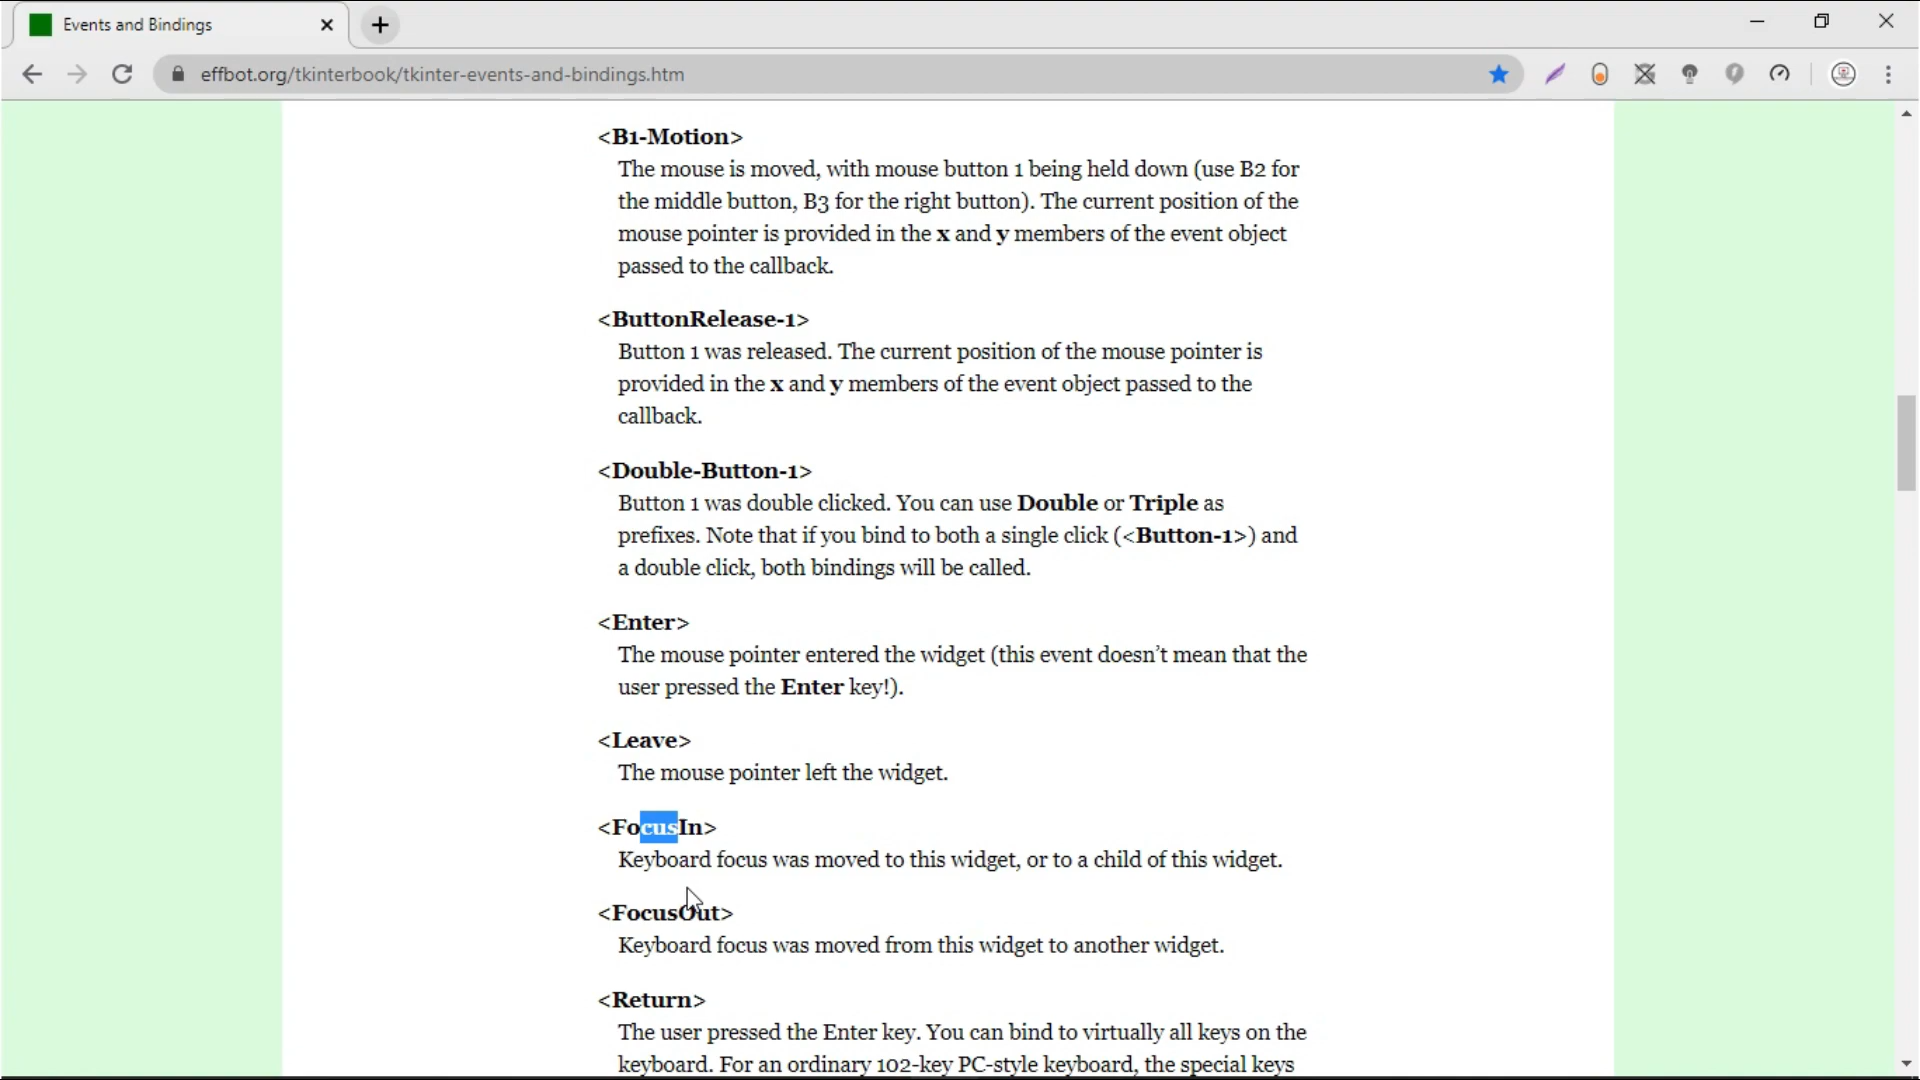 Events and Bindings
effbot.org/tkinterbook/tkinter-events-and-bindings.htm
<B1-Motion>
The mouse is moved, with mouse button 1 being held down (use B2 for
the middle button, B3 for the right button). The current position of the
mouse pointer is provided in the x and y members of the event object
passed to the callback.
<ButtonRelease-1>
Button 1 was released. The current position of the mouse pointer is
provided in the x and y members of the event object passed to the
callback.
<Double-Button-1>
Button 1 was double clicked. You can use Double or Triple as
prefixes. Note that if you bind to both a single click (<Button-1>) and
a double click, both bindings will be called.
<Enter>
The mouse pointer entered the widget (this event doesn’t mean that the
user pressed the Enter key!).
<Leave>
The mouse pointer left the widget.
<FocusIn>
Keyboard focus was moved to this widget, or to a child of this widget.
<FocusOut>
Keyboard focus was moved from this widget to another widget.
<Return>
The user pressed the Enter key. You can bind to virtually all keys on the
keyboard. For an ordinary 102-key PC-style keyboard, the special keys